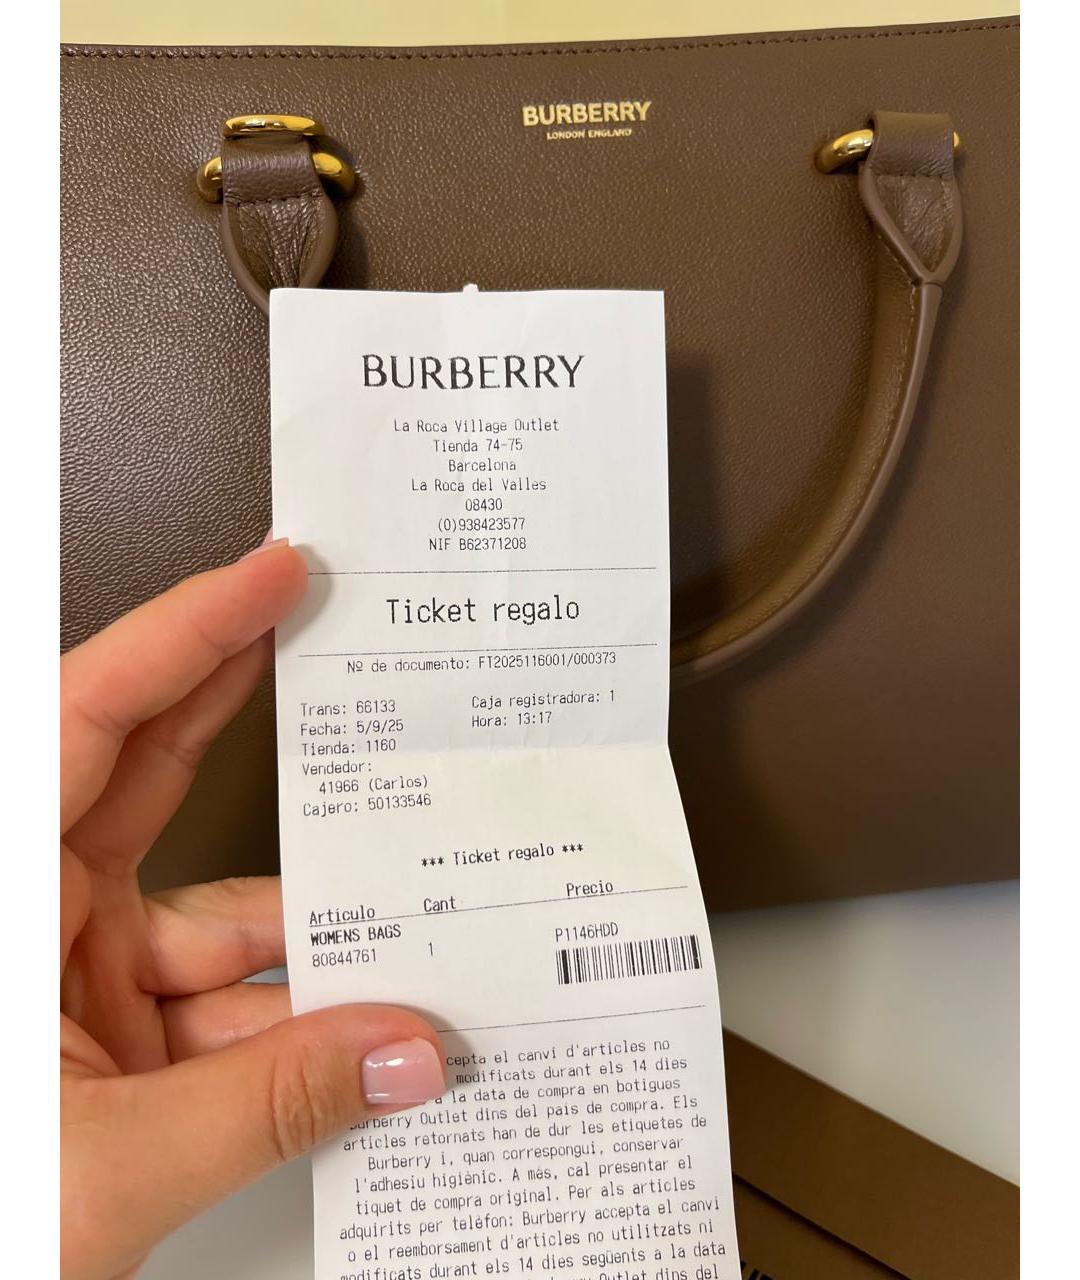 BURBERRY
LONDON ENGLAND
BURBERRY
La Roca Village Outlet
Tienda 74-75
Barcelona
La Roca del Valles
08430
(0)938423577
NIF B62371208
Ticket regalo
Nº de documento: FT2025116001/000373
Trans: 66133
Caja registradora: 1
Fecha: 5/9/25
Hora: 13:17
Tienda: 1160
Vendedor:
41966 (Carlos)
Cajero: 50133546
*** Ticket regalo ***
Articulo Cant Precio
WOMENS BAGS
80844761 1 P1146HDD
el canvi d'articles no
modificats durant els 14 dies
a la data de compra en botigues
Burberry Outlet dins del pais de compra. Els
articles retornats han de dur les etiquetes de
Burberry i, quan correspongui, conservar
l'adhesiu higiènic. A més, cal presentar el
tiquet de compra original. Per als articles
adquirits per telèfon: Burberry accepta el canvi
o el reemborsament d'articles no utilitzats ni
modificats durant els 14 dies següents a la data
Outlet dins del